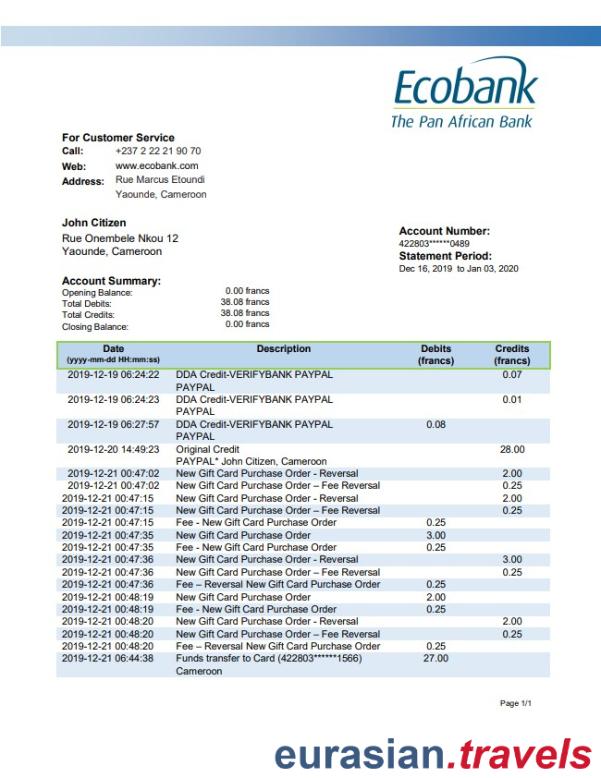 Ecobank
The Pan African Bank
For Customer Service
Call: +237 2 22 21 90 70
Web: www.ecobank.com
Address: Rue Marcus Etoundi
Yaounde, Cameroon
John Citizen
Rue Onembele Nkou 12
Yaounde, Cameroon
Account Number:
422803******0489
Statement Period:
Dec 16, 2019 to Jan 03, 2020
Account Summary:
Opening Balance: 0.00 francs
Total Debits: 38.08 francs
Total Credits: 38.08 francs
Closing Balance: 0.00 francs
Date Description Debits Credits
(yyyy-mm-dd HH:mm:ss) (francs) (francs)
2019-12-19 06:24:22 DDA Credit-VERIFYBANK PAYPAL 0.07
PAYPAL
2019-12-19 06:24:23 DDA Credit-VERIFYBANK PAYPAL 0.01
PAYPAL
2019-12-19 06:27:57 DDA Credit-VERIFYBANK PAYPAL 0.08
PAYPAL
2019-12-20 14:49:23 Original Credit 28.00
PAYPAL* John Citizen, Cameroon
2019-12-21 00:47:02 New Gift Card Purchase Order - Reversal 2.00
2019-12-21 00:47:02 New Gift Card Purchase Order – Fee Reversal 0.25
2019-12-21 00:47:15 New Gift Card Purchase Order - Reversal 2.00
2019-12-21 00:47:15 New Gift Card Purchase Order – Fee Reversal 0.25
2019-12-21 00:47:15 Fee - New Gift Card Purchase Order 0.25
2019-12-21 00:47:35 New Gift Card Purchase Order 3.00
2019-12-21 00:47:35 Fee - New Gift Card Purchase Order 0.25
2019-12-21 00:47:36 New Gift Card Purchase Order - Reversal 3.00
2019-12-21 00:47:36 New Gift Card Purchase Order – Fee Reversal 0.25
2019-12-21 00:47:36 Fee – Reversal New Gift Card Purchase Order 0.25
2019-12-21 00:48:19 New Gift Card Purchase Order 2.00
2019-12-21 00:48:19 Fee - New Gift Card Purchase Order 0.25
2019-12-21 00:48:20 New Gift Card Purchase Order - Reversal 2.00
2019-12-21 00:48:20 New Gift Card Purchase Order – Fee Reversal 0.25
2019-12-21 00:48:20 Fee – Reversal New Gift Card Purchase Order 0.25
2019-12-21 06:44:38 Funds transfer to Card (422803******1566) 27.00
Cameroon
Page 1/1
eurasian.travels